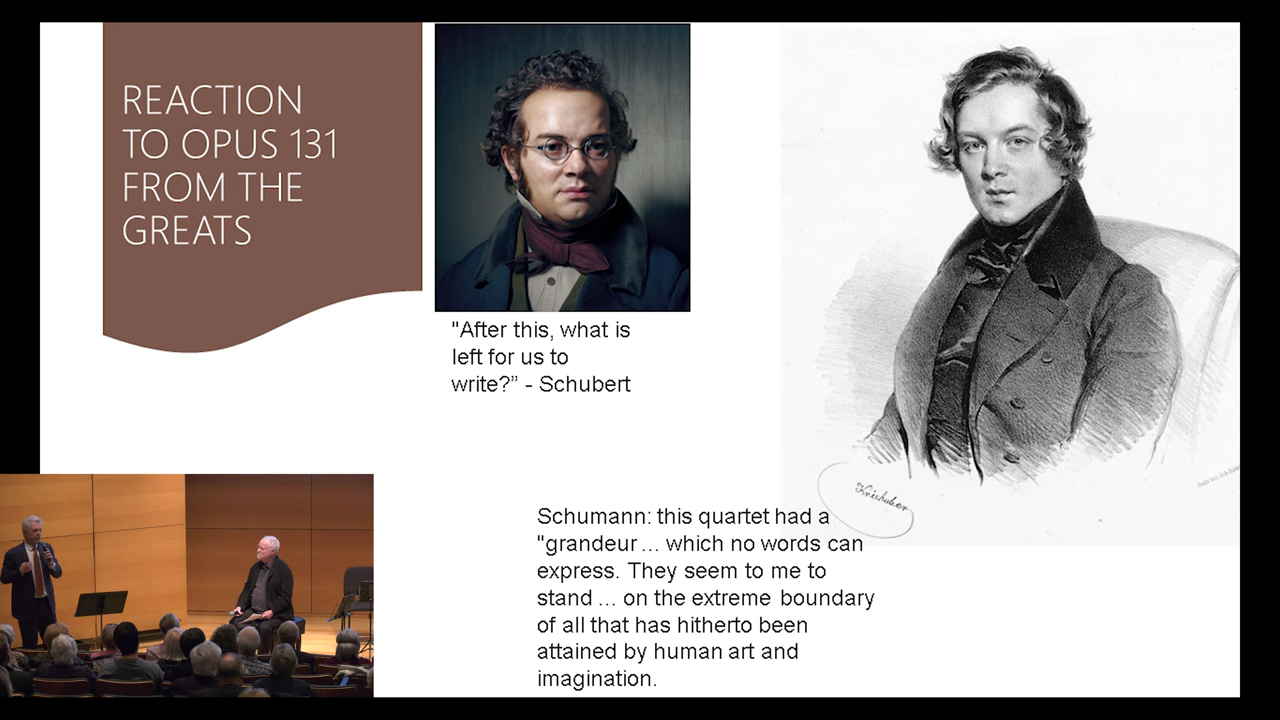 REACTION
TO OPUS 131
FROM THE
GREATS
"After this, what is
left for us to
write?” - Schubert
Kriehuber
Schumann: this quartet had a
"grandeur ... which no words can
express. They seem to me to
stand ... on the extreme boundary
of all that has hitherto been
attained by human art and
imagination.